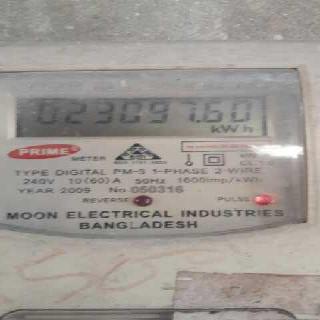 023097.60
kWh
PRIME METER
TYPE DIGITAL PM-S 1-PHASE 2-WIRE
240V 10(60)A 50Hz 1600imp/kWh
YEAR 2009 No 050316
REVERSE PULSE
MOON ELECTRICAL INDUSTRIES
BANGLADESH